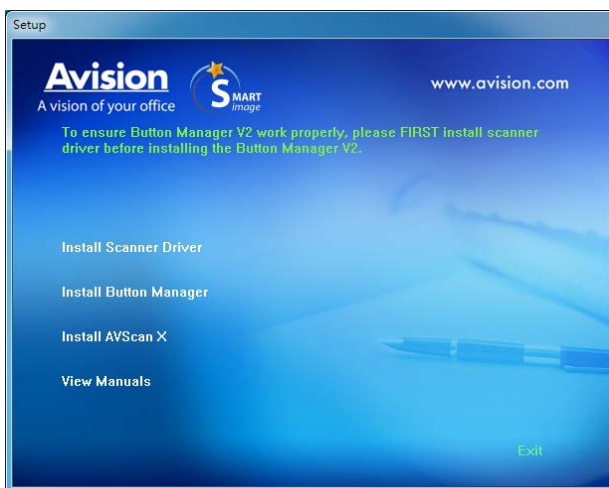 Setup
Avision
A vision of your office
SMART
image
www.avision.com
To ensure Button Manager V2 work properly, please FIRST install scanner
driver before installing the Button Manager V2.
Install Scanner Driver
Install Button Manager
Install AVScan X
View Manuals
Exit